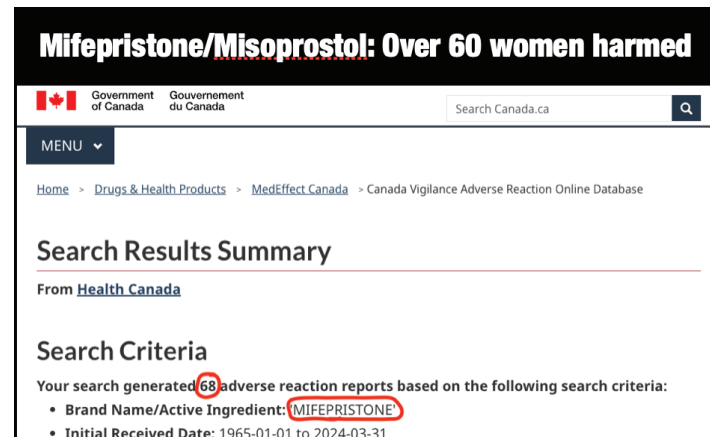 Mifepristone/Misoprostol: Over 60 women harmed
Government of Canada
Gouvernement du Canada
Search Canada.ca
MENU
Home > Drugs & Health Products > MedEffect Canada > Canada Vigilance Adverse Reaction Online Database
Search Results Summary
From Health Canada
Search Criteria
Your search generated 68 adverse reaction reports based on the following search criteria:
• Brand Name/Active Ingredient: 'MIFEPRISTONE'
• Initial Received Date: 1965-01-01 to 2024-03-31